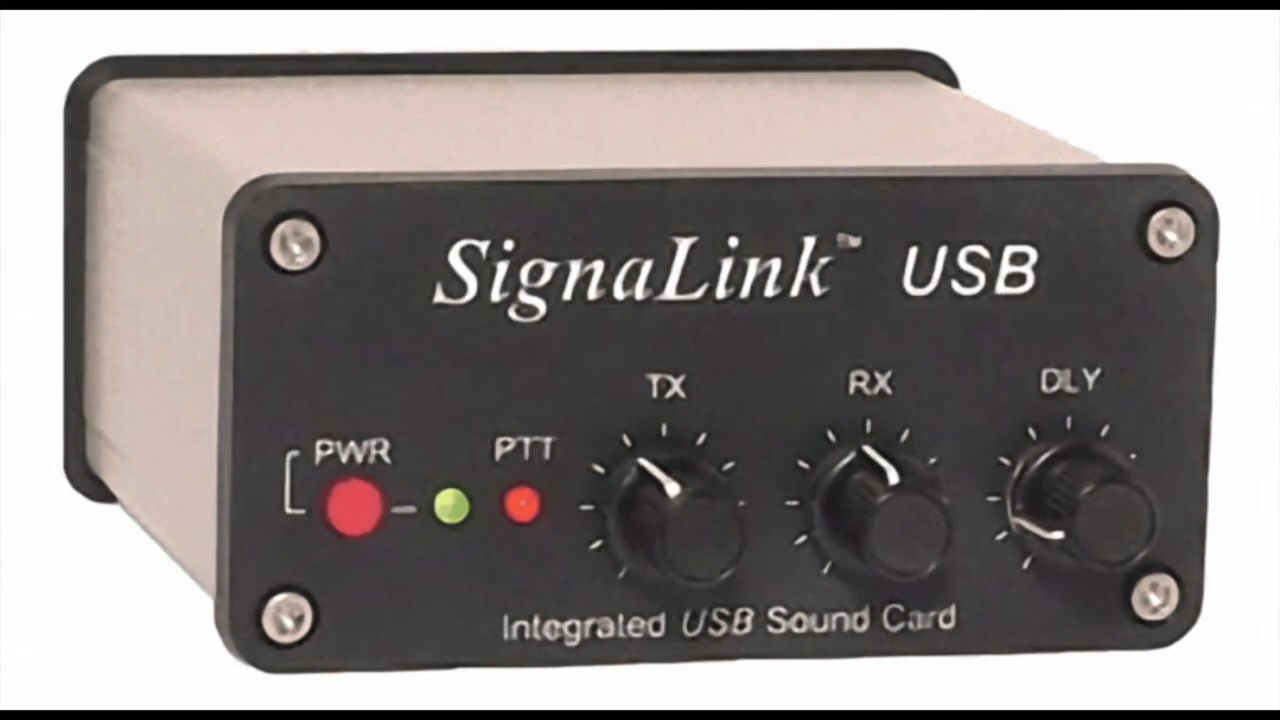 SignaLink™ USB
TX RX DLY
PWR PTT
Integrated USB Sound Card